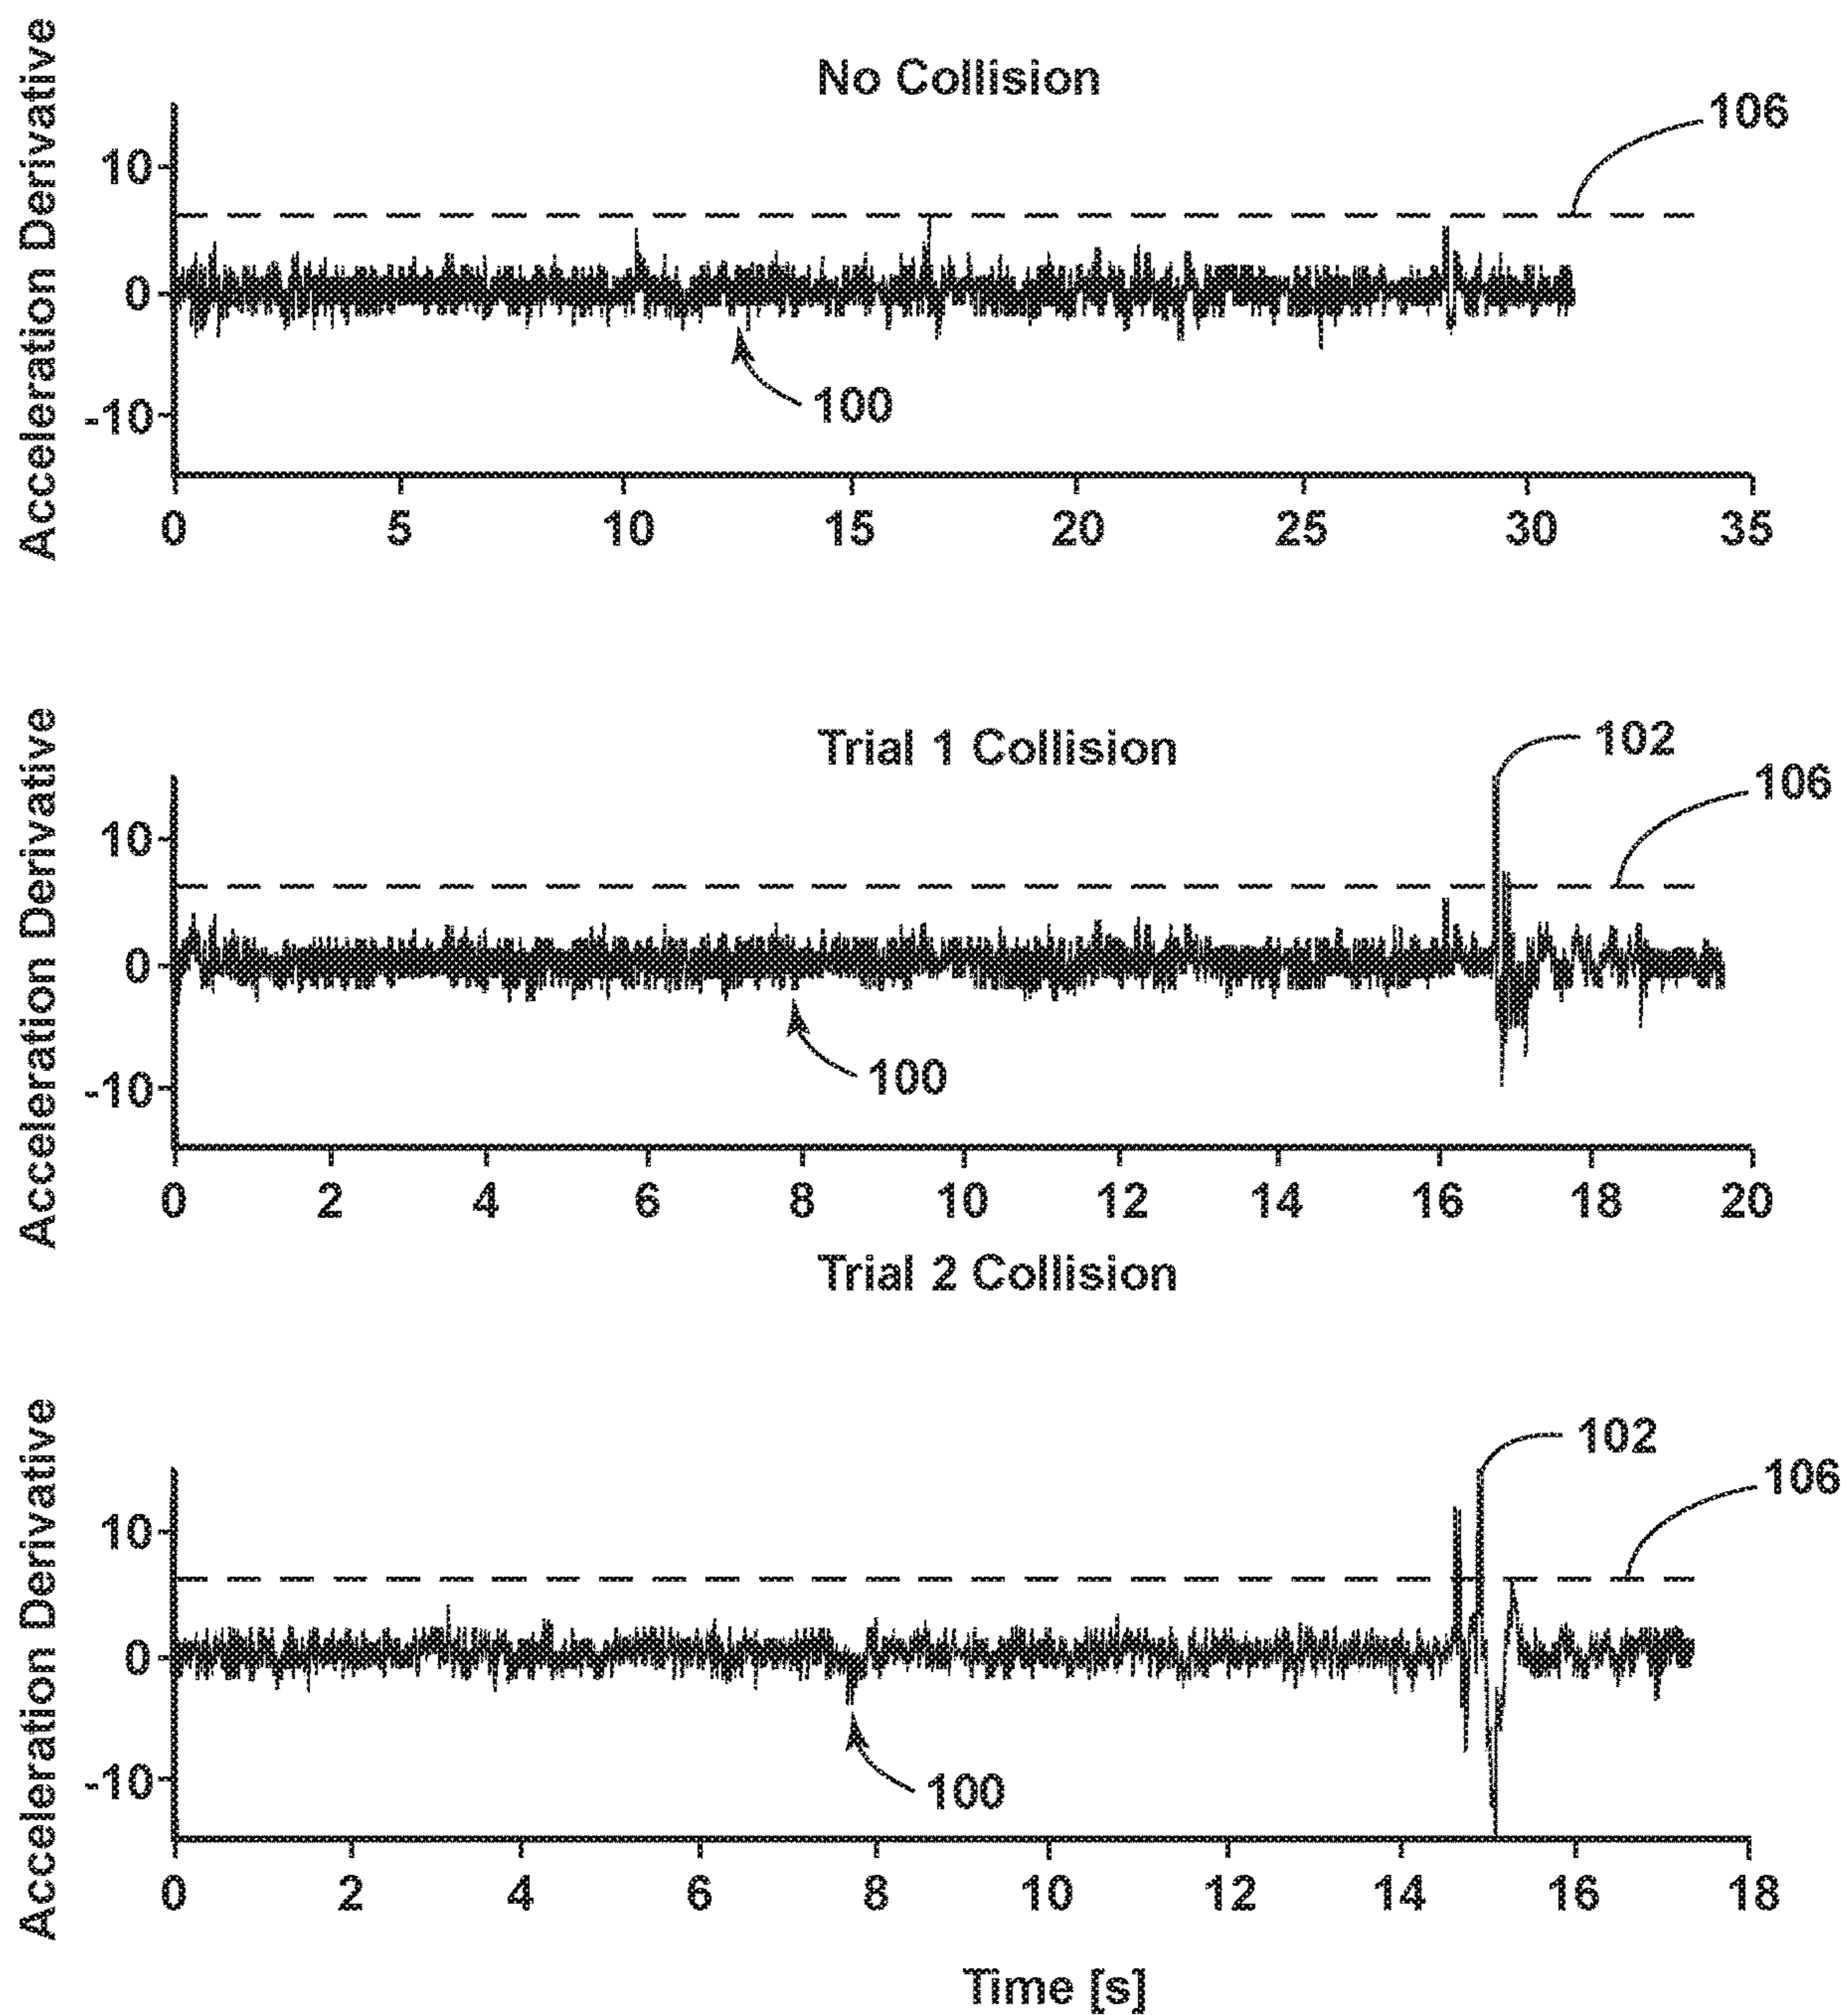 No Collision
106
Acceleration Derivative
10
0
-10
100
0 5 10 15 20 25 30 35
Trial 1 Collision
102
106
Acceleration Derivative
10
0
-10
100
0 2 4 6 8 10 12 14 16 18 20
Trial 2 Collision
102
106
Acceleration Derivative
10
0
-10
100
0 2 4 6 8 10 12 14 16 18
Time [s]